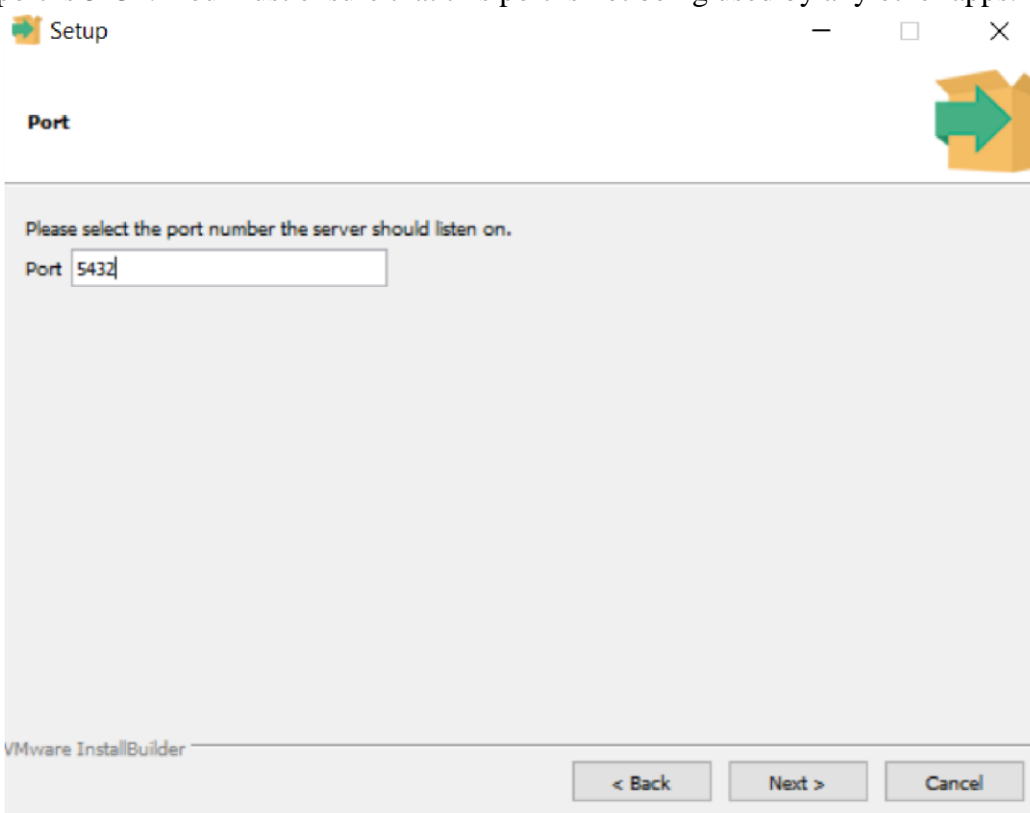 Setup
Port
Please select the port number the server should listen on.
Port 5432
VMware InstallBuilder
< Back Next > Cancel